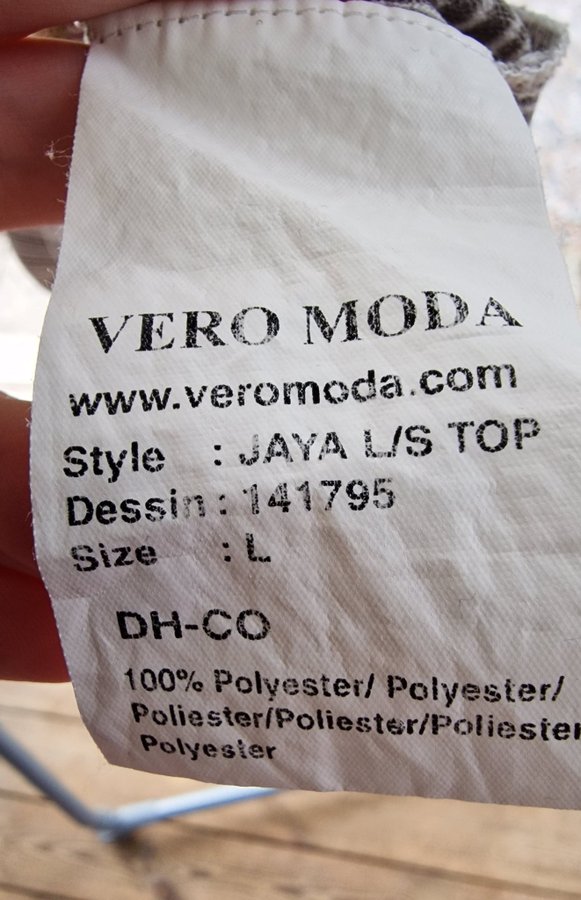 VERO MODA
www.veromoda.com
Style : JAYA L/S TOP
Dessin : 141795
Size : L
DH-CO
100% Polyester/ Polyester/
Poliester/Poliester/Poliester
Polyester